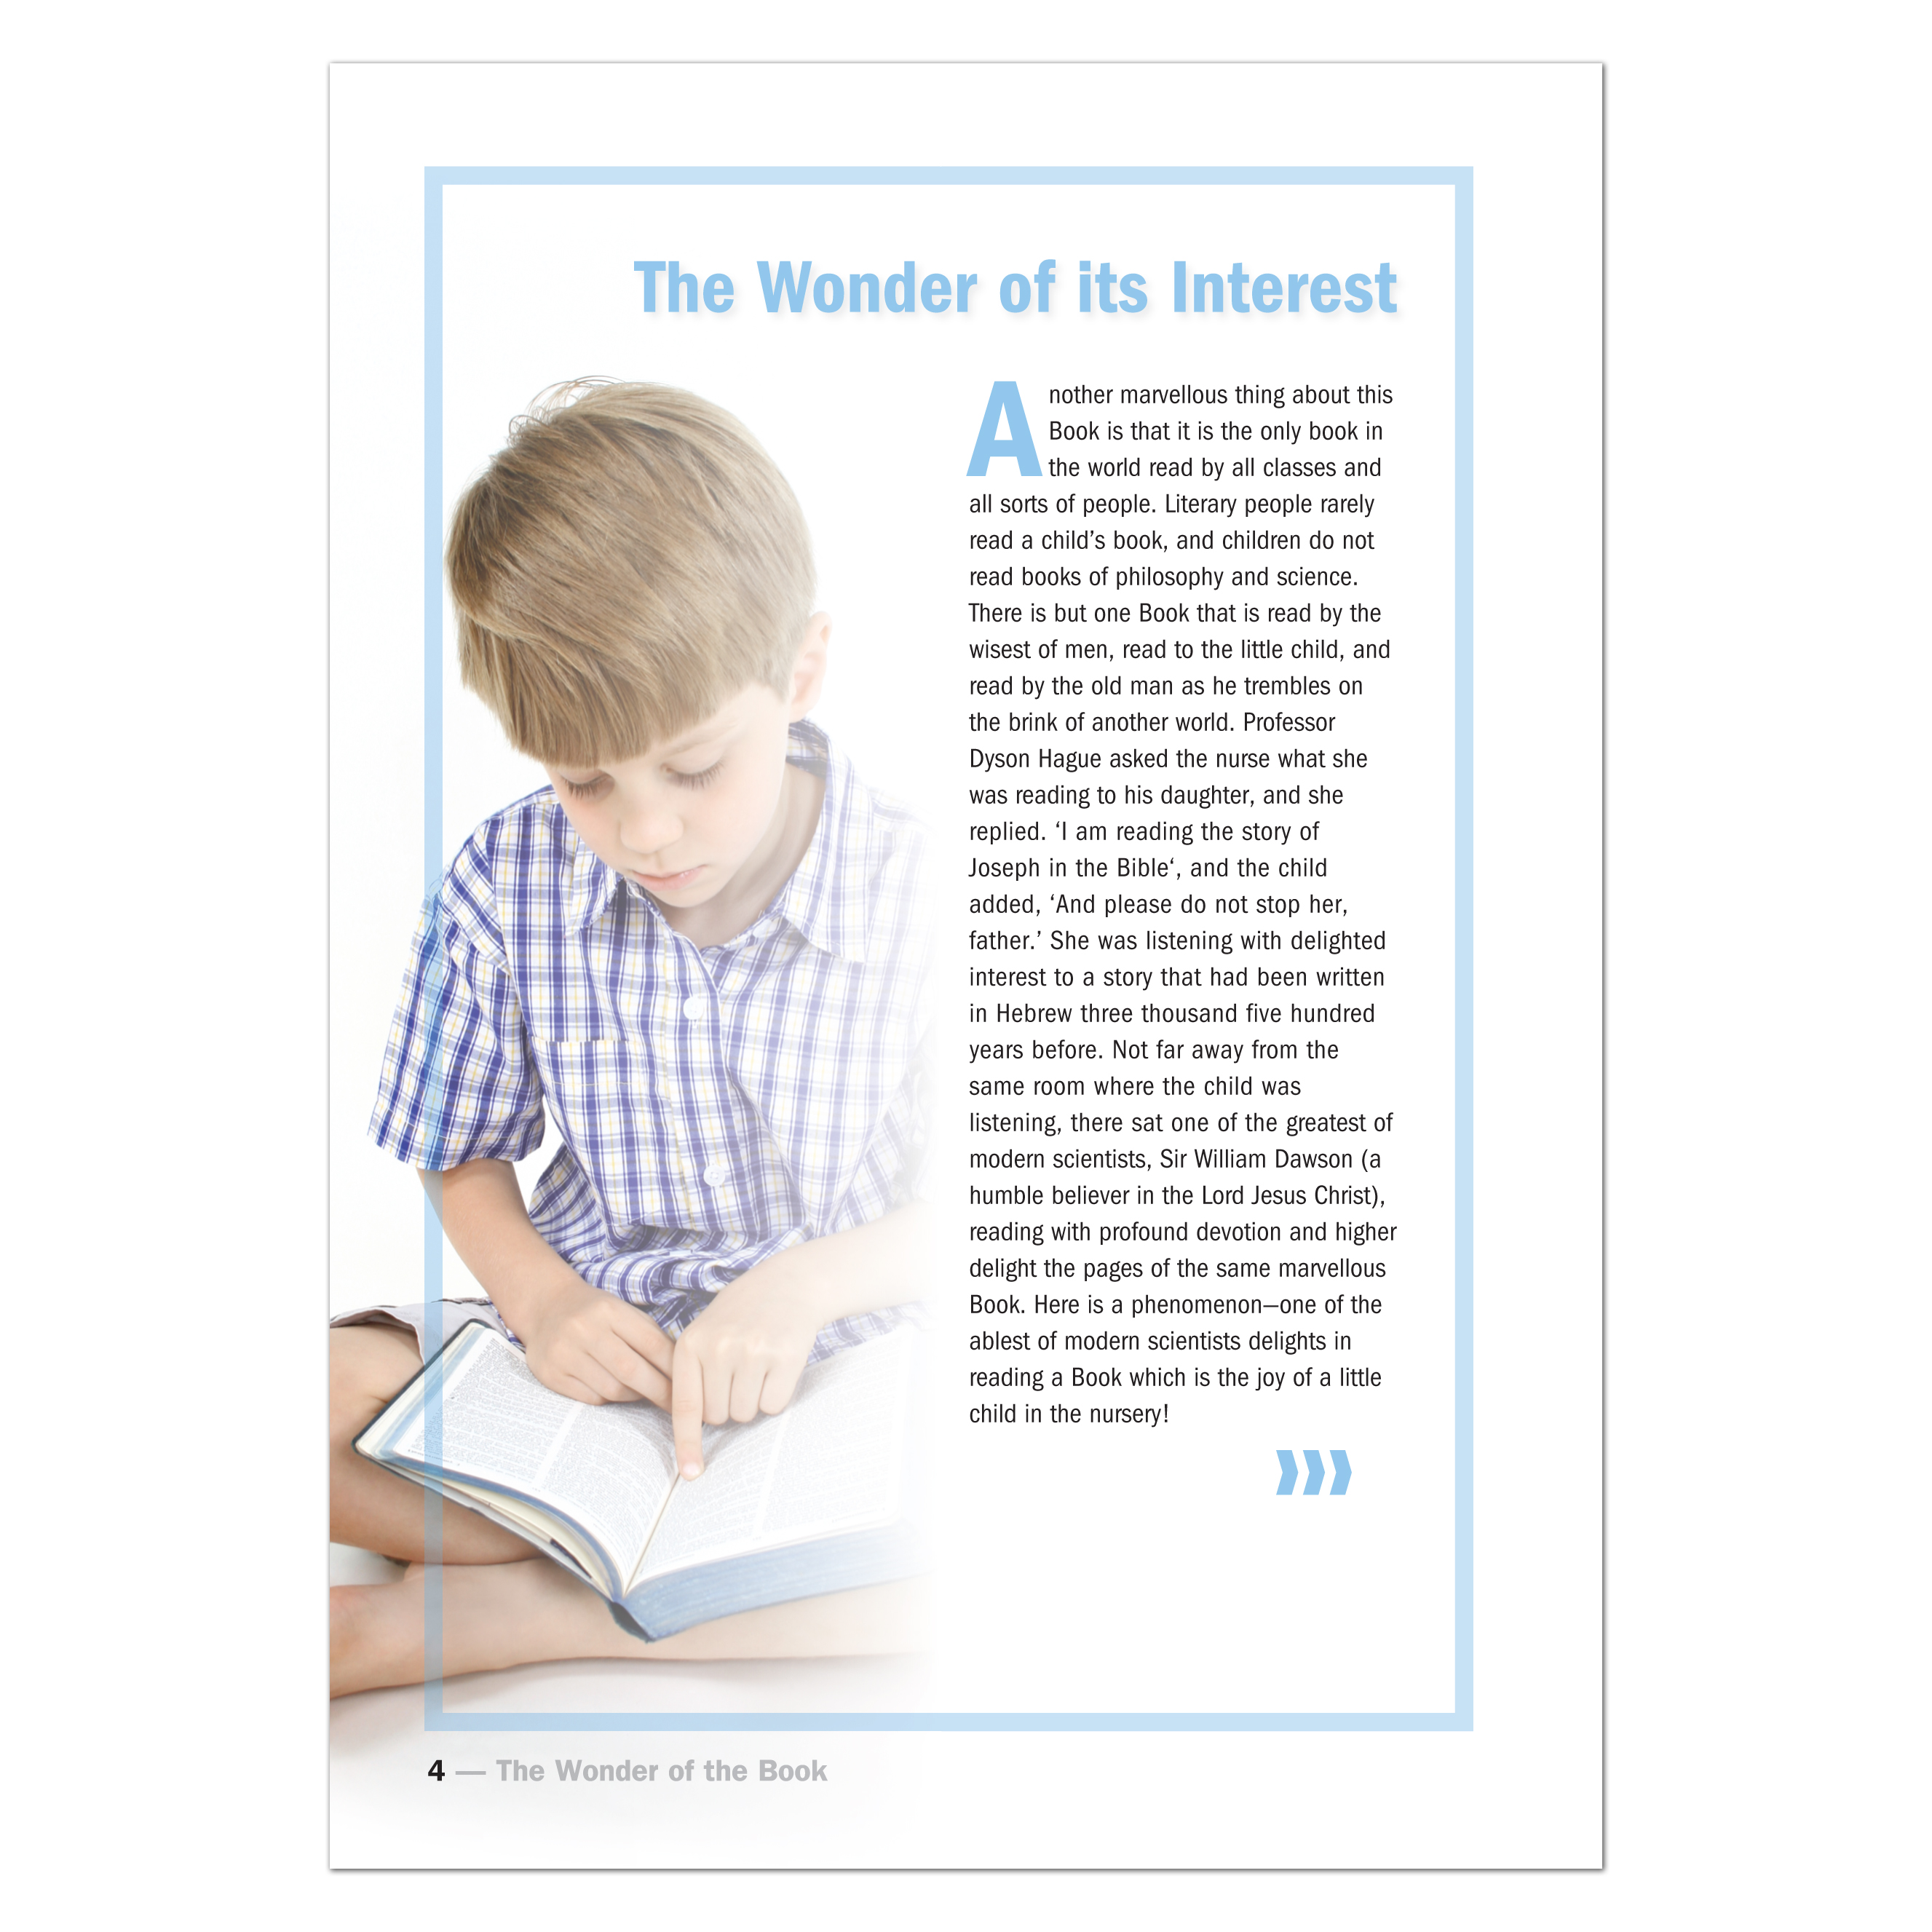 The Wonder of its Interest
Another marvellous thing about this
Book is that it is the only book in
the world read by all classes and
all sorts of people. Literary people rarely
read a child’s book, and children do not
read books of philosophy and science.
There is but one Book that is read by the
wisest of men, read to the little child, and
read by the old man as he trembles on
the brink of another world. Professor
Dyson Hague asked the nurse what she
was reading to his daughter, and she
replied. ‘I am reading the story of
Joseph in the Bible‘, and the child
added, ‘And please do not stop her,
father.’ She was listening with delighted
interest to a story that had been written
in Hebrew three thousand five hundred
years before. Not far away from the
same room where the child was
listening, there sat one of the greatest of
modern scientists, Sir William Dawson (a
humble believer in the Lord Jesus Christ),
reading with profound devotion and higher
delight the pages of the same marvellous
Book. Here is a phenomenon—one of the
ablest of modern scientists delights in
reading a Book which is the joy of a little
child in the nursery!
4 — The Wonder of the Book